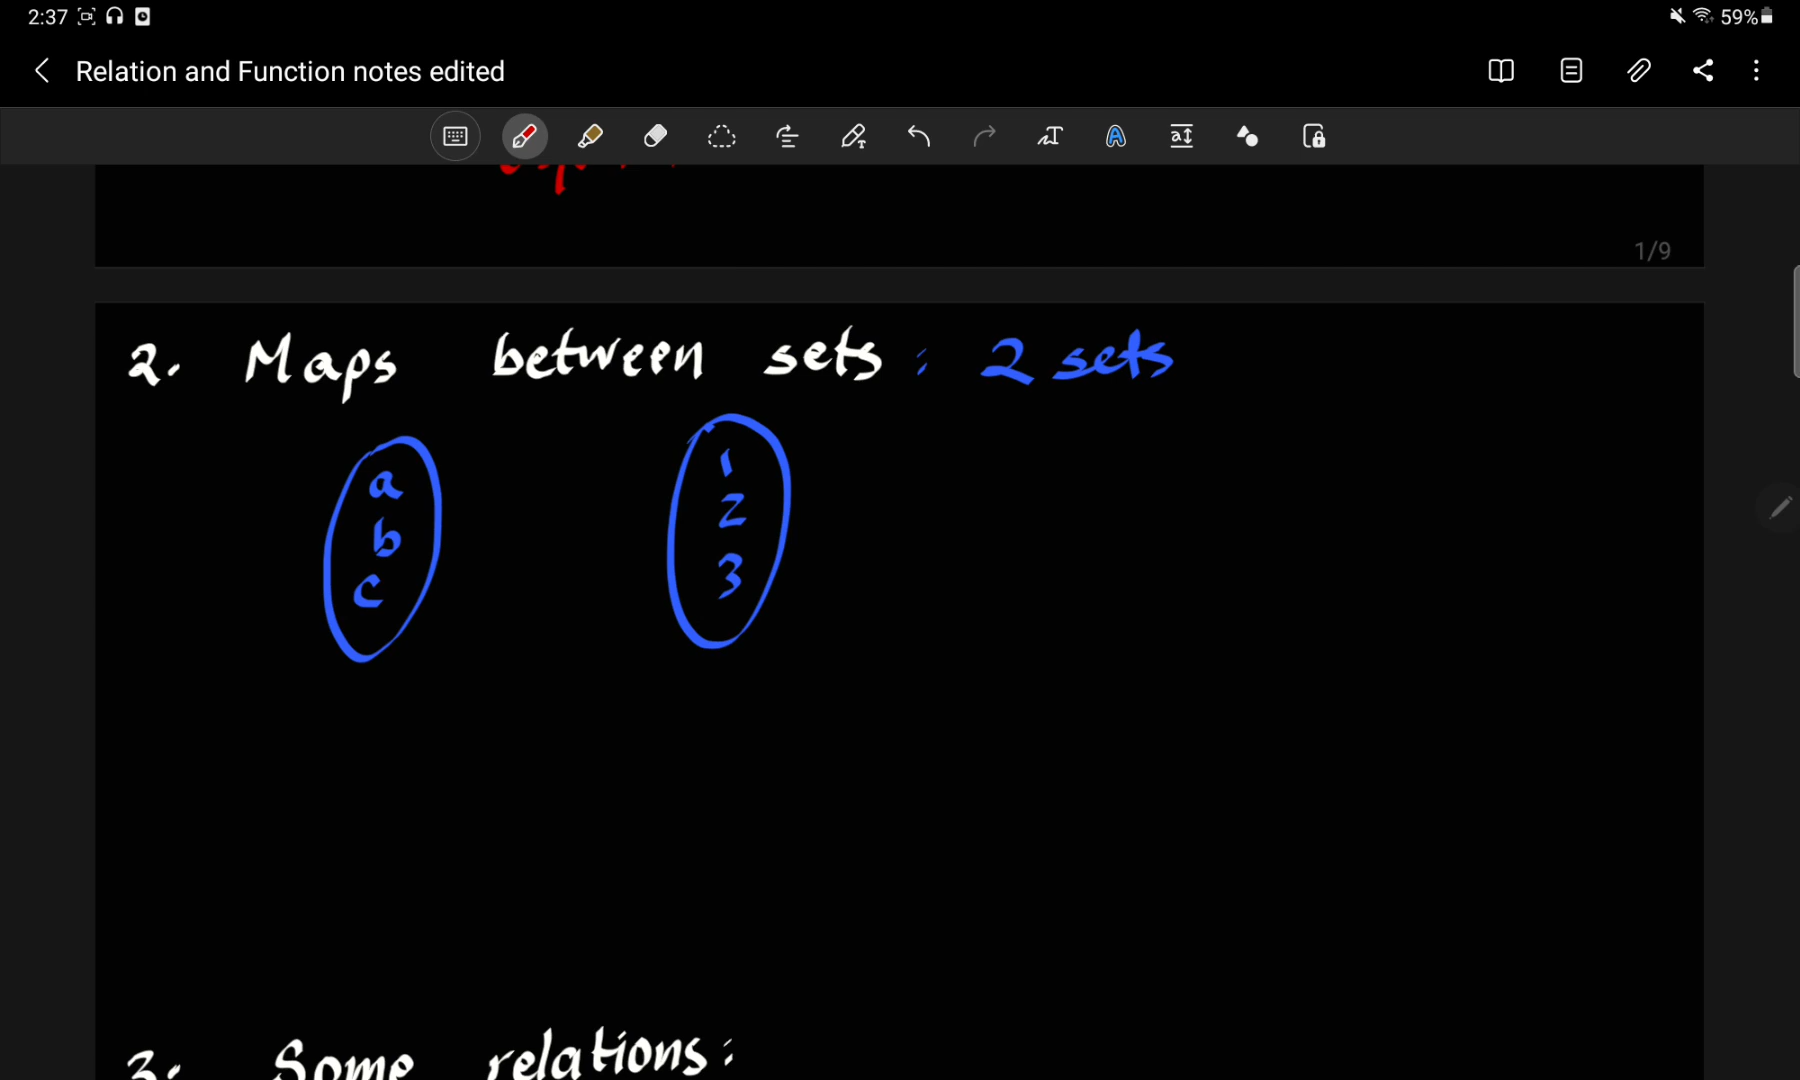 2:37 59%
Relation and Function notes edited
1/9
2. Maps between sets : 2 sets
a 1
b 2
c 3
3: Some relations: